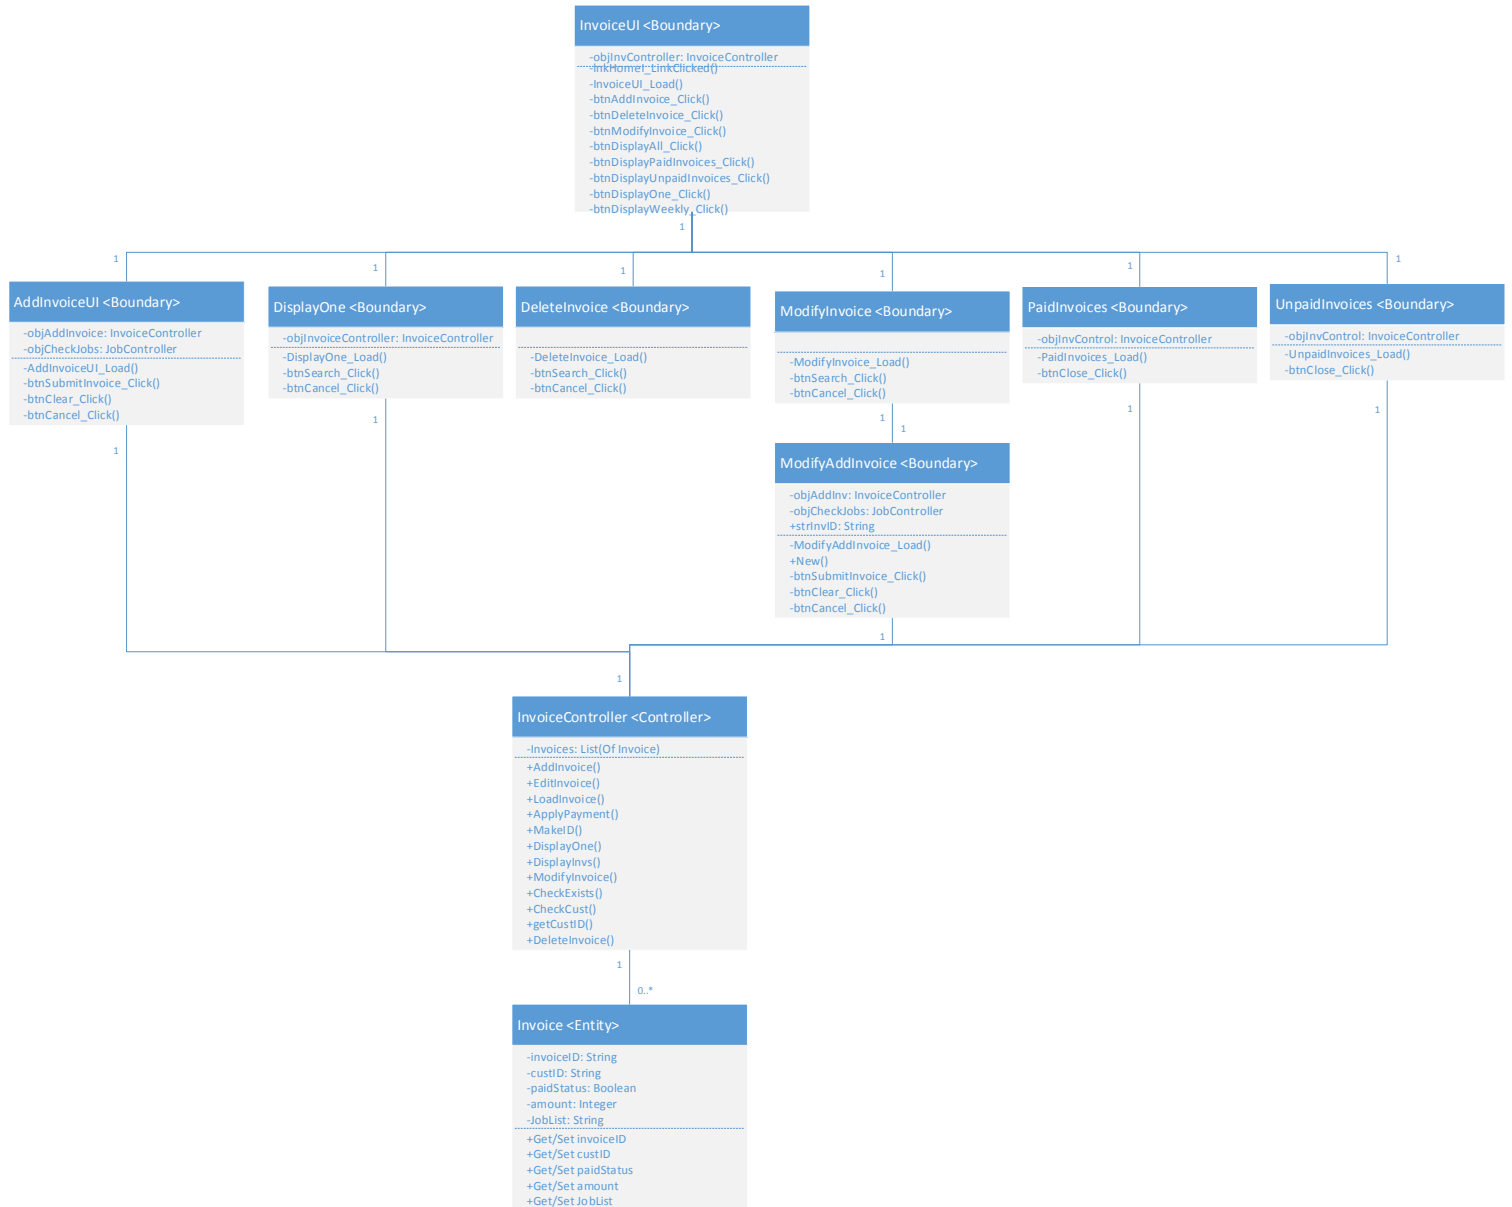 InvoiceUI <Boundary>
-objInvController: InvoiceController
-lnkHomeI_LinkClicked()
-InvoiceUI_Load()
-btnAddInvoice_Click()
-btnDeleteInvoice_Click()
-btnModifyInvoice_Click()
-btnDisplayAll_Click()
-btnDisplayPaidInvoices_Click()
-btnDisplayUnpaidInvoices_Click()
-btnDisplayOne_Click()
-btnDisplayWeekly_Click()
1
1
1
1
1
1
1
AddInvoiceUI <Boundary>
-objAddInvoice: InvoiceController
-objCheckJobs: JobController
-AddInvoiceUI_Load()
-btnSubmitInvoice_Click()
-btnClear_Click()
-btnCancel_Click()
1
DisplayOne <Boundary>
-objInvoiceController: InvoiceController
-DisplayOne_Load()
-btnSearch_Click()
-btnCancel_Click()
1
DeleteInvoice <Boundary>
-DeleteInvoice_Load()
-btnSearch_Click()
-btnCancel_Click()
ModifyInvoice <Boundary>
-ModifyInvoice_Load()
-btnSearch_Click()
-btnCancel_Click()
1
1
PaidInvoices <Boundary>
-objInvControl: InvoiceController
-PaidInvoices_Load()
-btnClose_Click()
1
UnpaidInvoices <Boundary>
-objInvControl: InvoiceController
-UnpaidInvoices_Load()
-btnClose_Click()
1
ModifyAddInvoice <Boundary>
-objAddInv: InvoiceController
-objCheckJobs: JobController
+strInvID: String
-ModifyAddInvoice_Load()
+New()
-btnSubmitInvoice_Click()
-btnClear_Click()
-btnCancel_Click()
1
1
InvoiceController <Controller>
-Invoices: List(Of Invoice)
+AddInvoice()
+EditInvoice()
+LoadInvoice()
+ApplyPayment()
+MakeID()
+DisplayOne()
+DisplayInvs()
+ModifyInvoice()
+CheckExists()
+CheckCust()
+getCustID()
+DeleteInvoice()
1
0..*
Invoice <Entity>
-invoiceID: String
-custID: String
-paidStatus: Boolean
-amount: Integer
-JobList: String
+Get/Set invoiceID
+Get/Set custID
+Get/Set paidStatus
+Get/Set amount
+Get/Set JobList